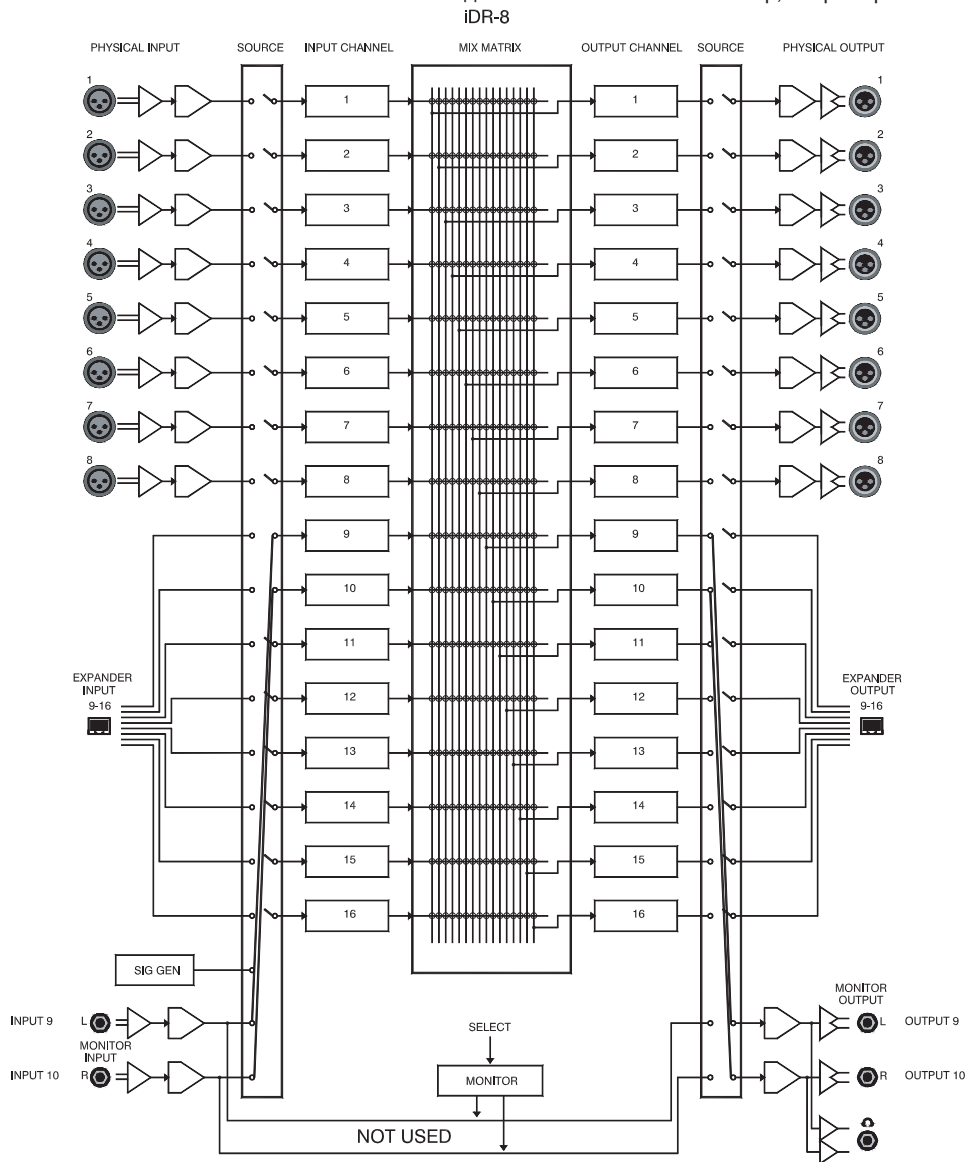 iDR-8
PHYSICAL INPUT SOURCE INPUT CHANNEL MIX MATRIX OUTPUT CHANNEL SOURCE PHYSICAL OUTPUT
1 1 1 1
2 2 2 2
3 3 3 3
4 4 4 4
5 5 5 5
6 6 6 6
7 7 7 7
8 8 8 8
9 9
10 10
11 11
EXPANDER INPUT 9-16
12 12
EXPANDER OUTPUT 9-16
13 13
14 14
15 15
16 16
SIG GEN
INPUT 9 L
MONITOR INPUT
INPUT 10 R
SELECT
MONITOR
NOT USED
MONITOR OUTPUT
L OUTPUT 9
R OUTPUT 10